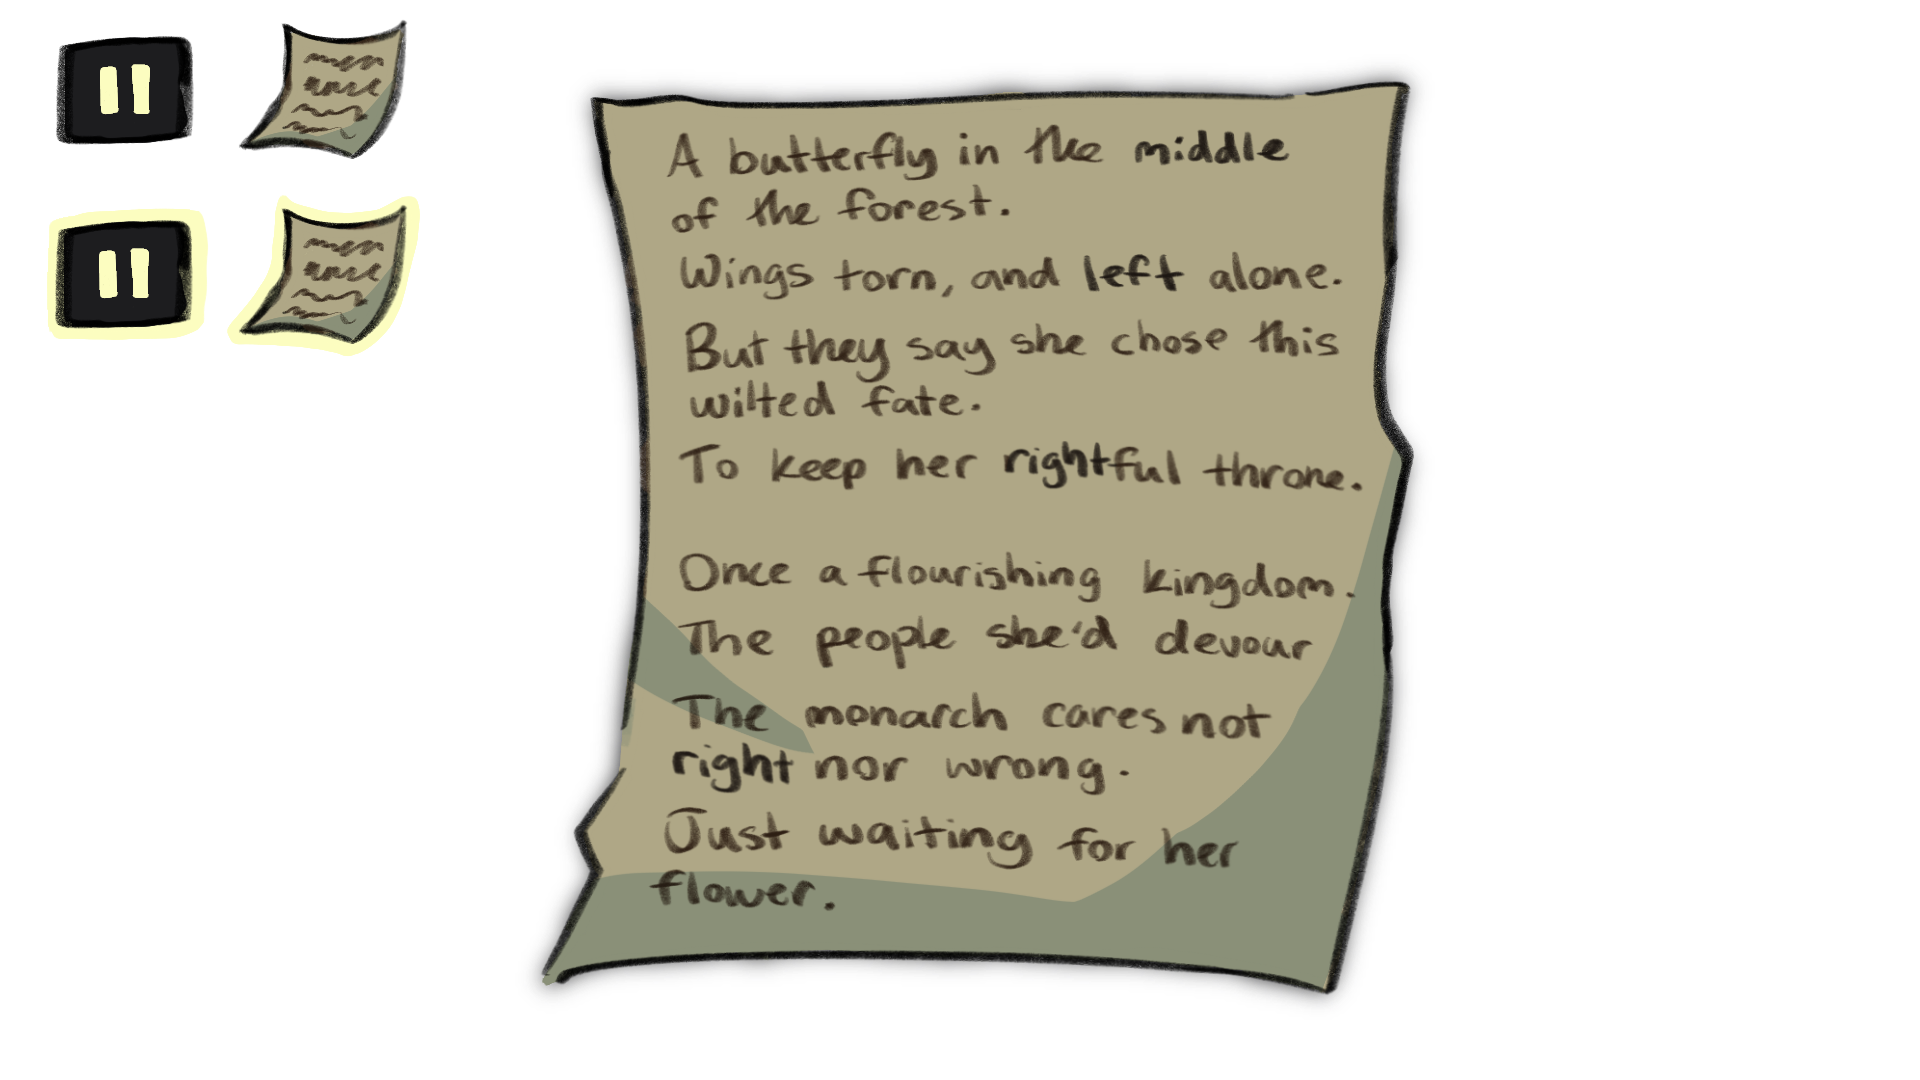 A butterfly in the middle
of the forest.
Wings torn, and left alone.
But they say she chose this
wilted fate.
To keep her rightful throne.
Once a flourishing kingdom.
The people she'd devour
The monarch cares not
right nor wrong.
Just waiting for her
flower.